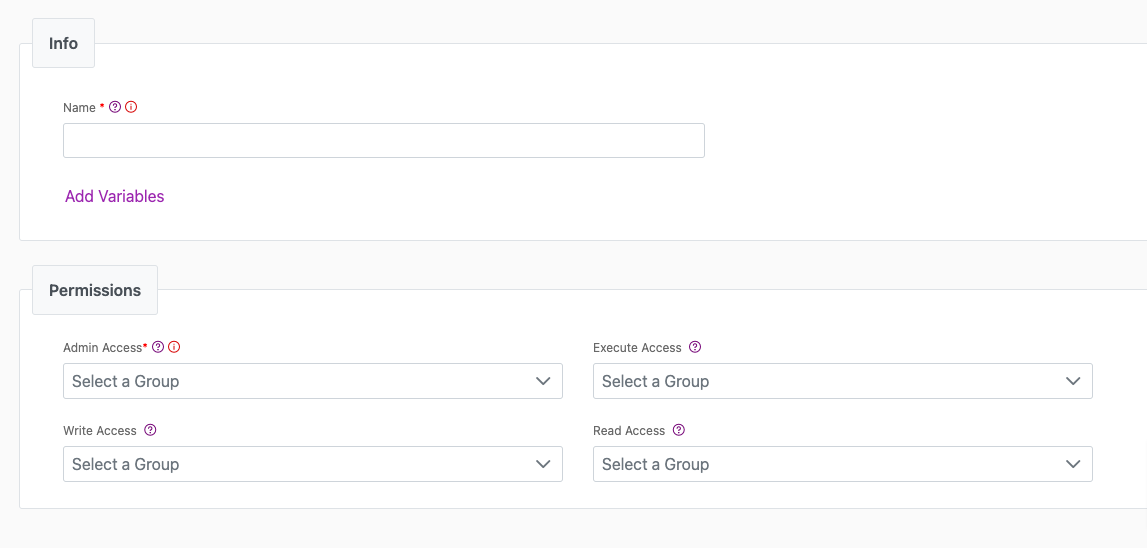 Info
Name *
Add Variables
Permissions
Admin Access*
Execute Access
Select a Group
Select a Group
Write Access
Read Access
Select a Group
Select a Group